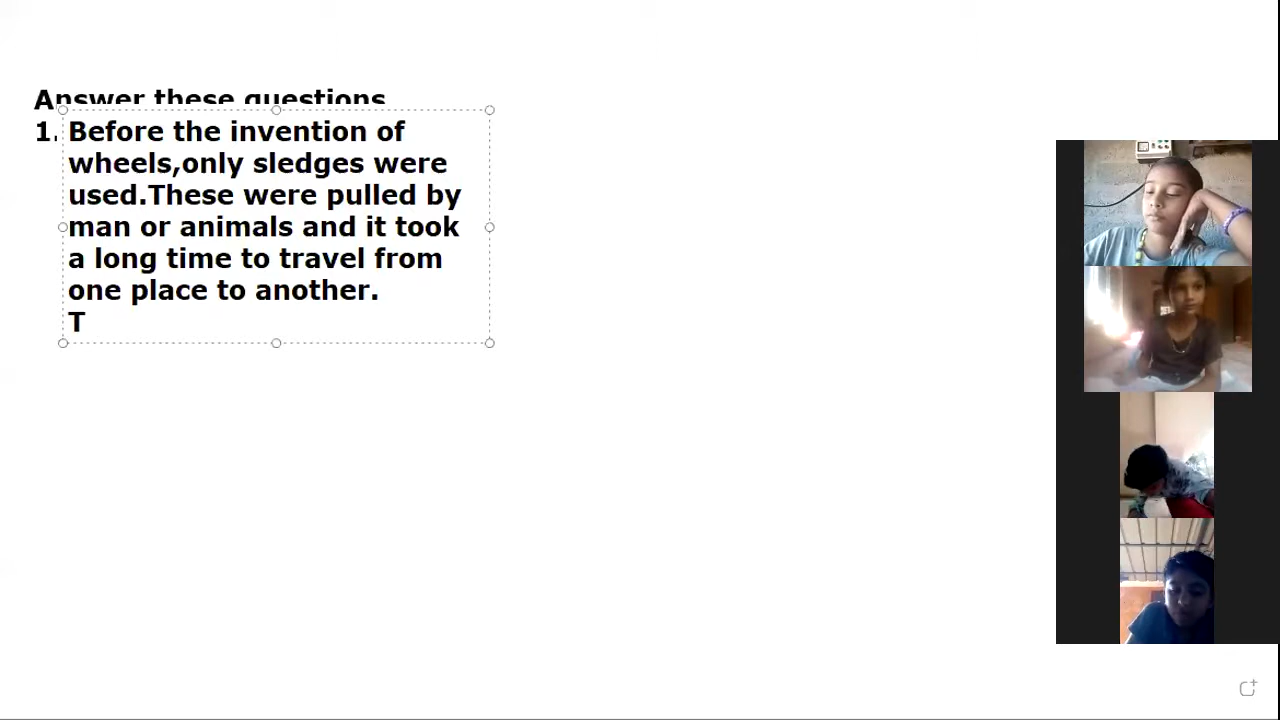 Answer these questions
1. Before the invention of
wheels,only sledges were
used.These were pulled by
man or animals and it took
a long time to travel from
one place to another.
T